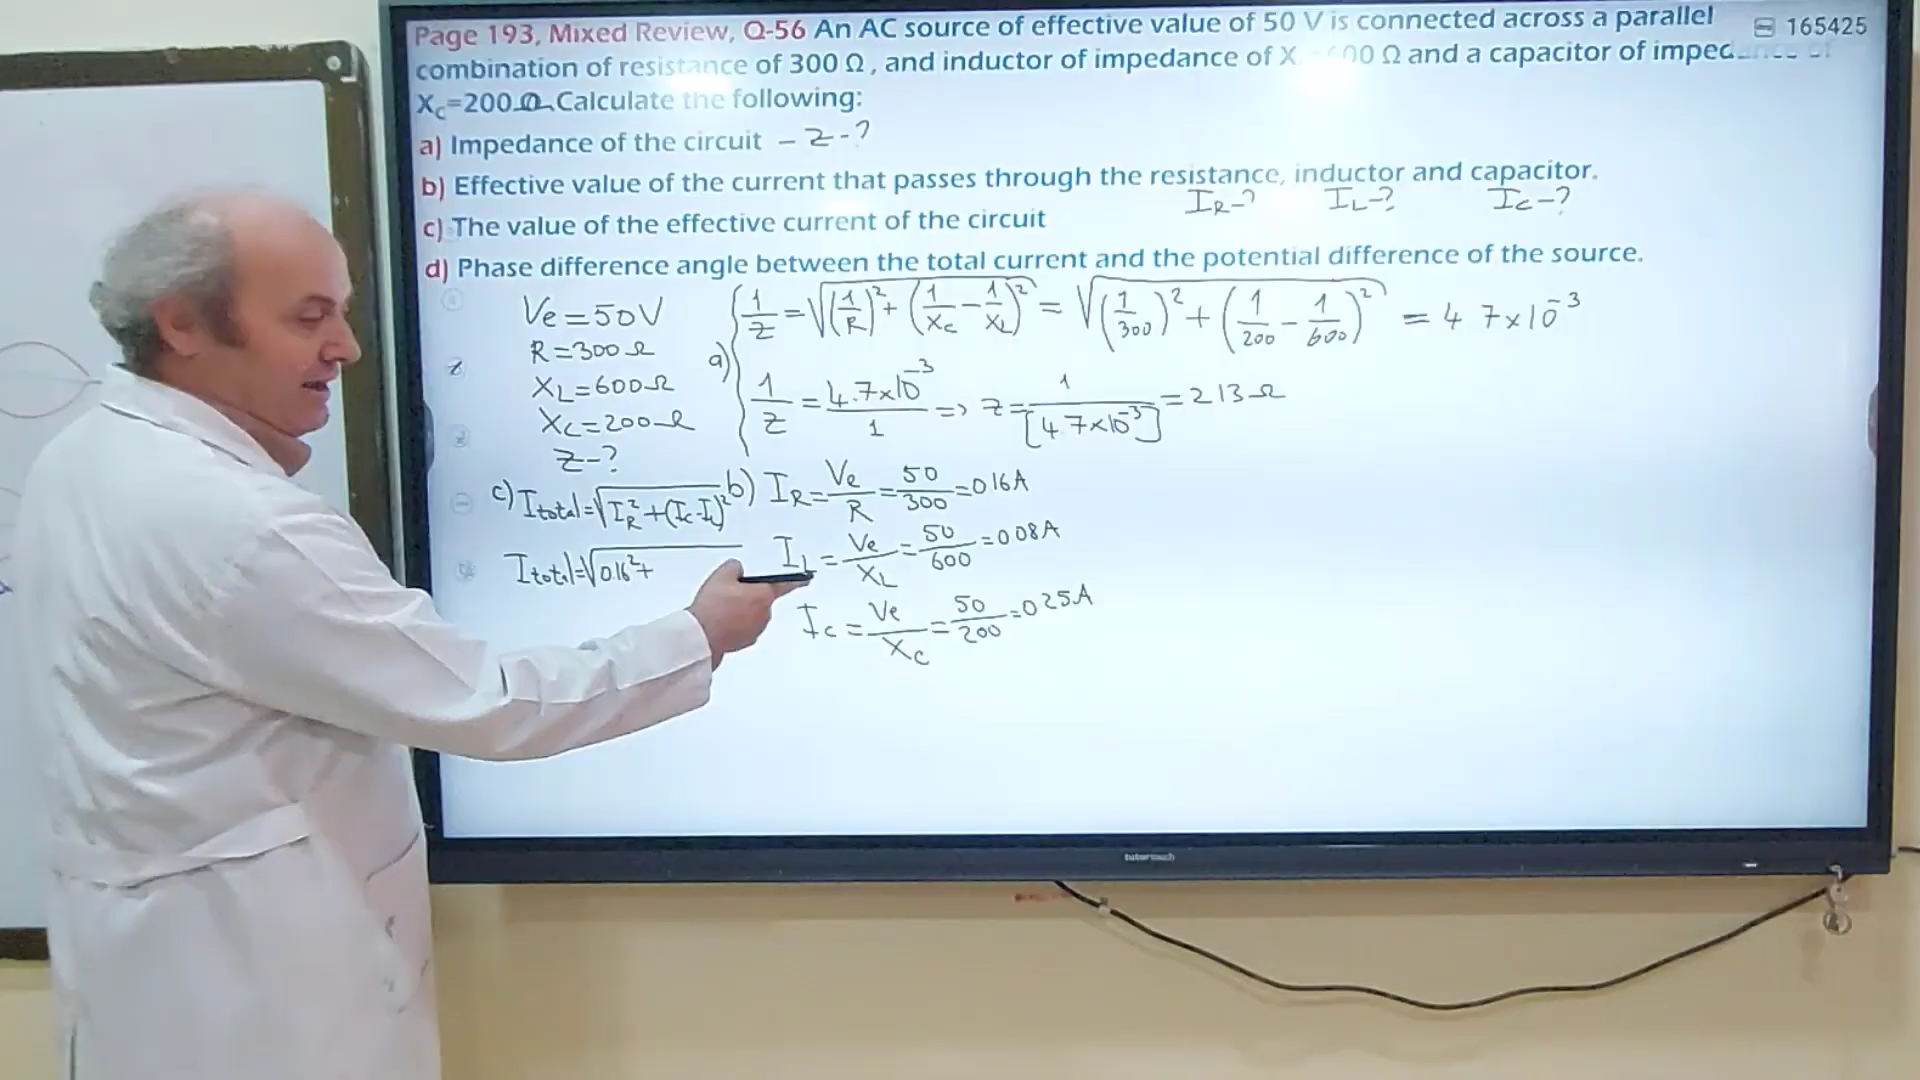 Page 193, Mixed Review, Q-56 An AC source of effective value of 50 V is connected across a parallel
165425
combination of resistance of 300 Ω, and inductor of impedance of X 00 Ω and a capacitor of
Xc=200 Ω Calculate the following:
a) Impedance of the circuit - Z-?
b) Effective value of the current that passes through the resistance, inductor and capacitor.
IR-? IL-? Ic-?
c) The value of the effective current of the circuit
d) Phase difference angle between the total current and the potential difference of the source.
Ve=50V
R=300Ω
XL=600Ω
Xc=200Ω
Z-?
a) 1/Z = √((1/R)² + (1/Xc - 1/XL)²) = √((1/300)² + (1/200 - 1/600)²) = 4 7×10⁻³
1/Z = 4.7×10⁻³/1 => Z = 1/[4 7×10⁻³] = 213Ω
b) IR = Ve/R = 50/300 = 016A
IL = Ve/XL = 50/600 = 008A
Ic = Ve/Xc = 50/200 = 025A
c) Itotal = √(IR² + (Ic-IL)²)
Itotal = √0.16²+
tutortouch